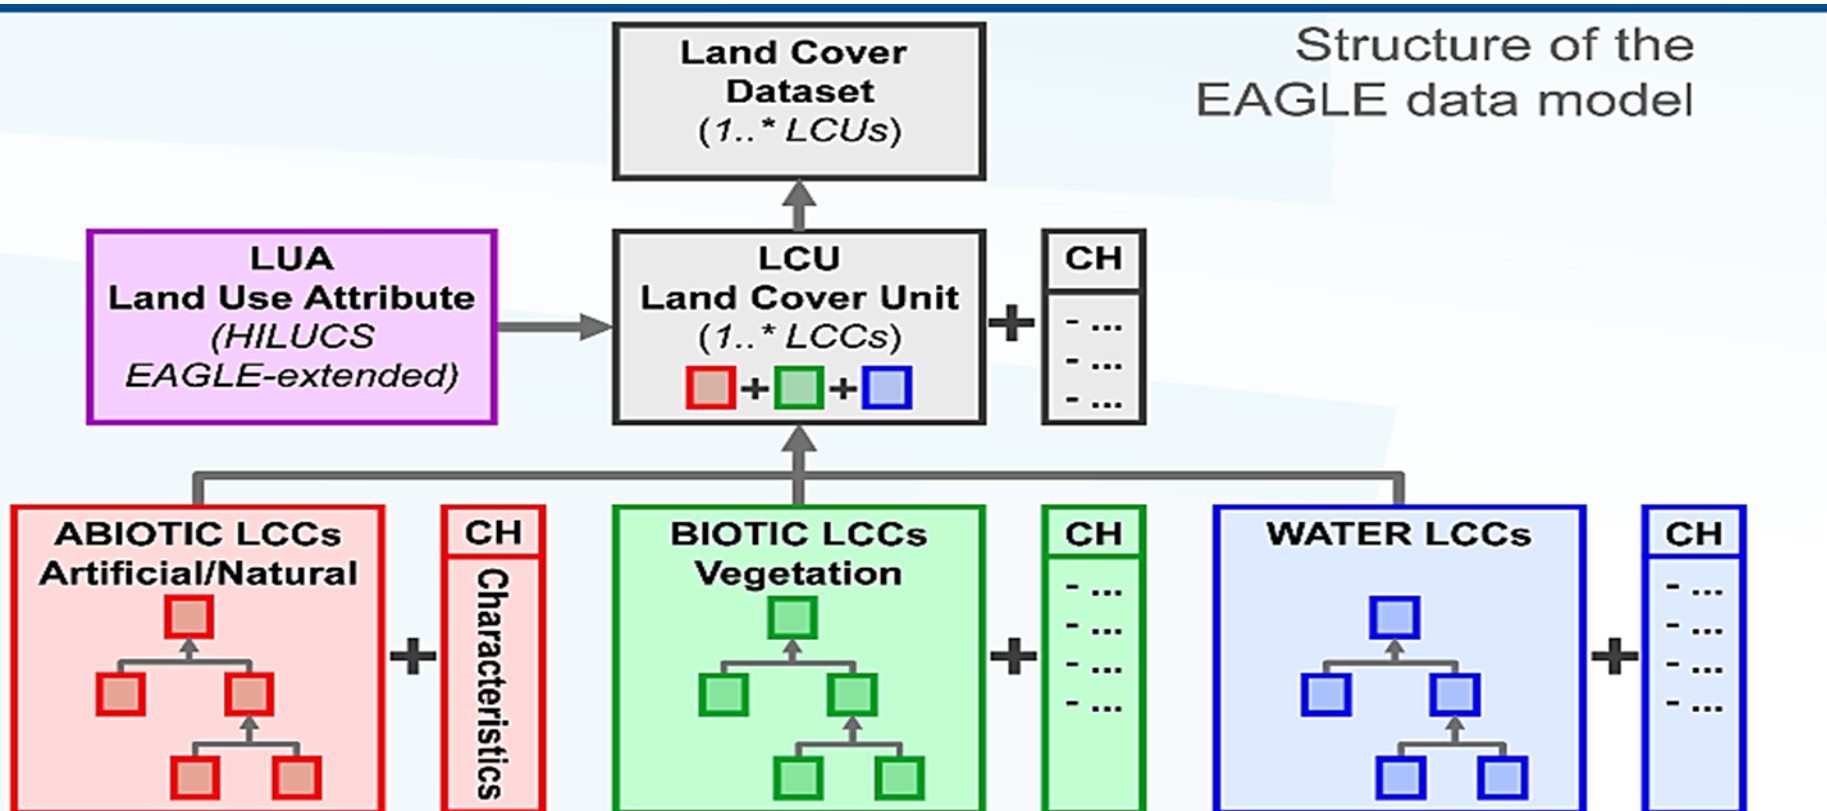 Structure of the
EAGLE data model
Land Cover
Dataset
(1..* LCUs)
LUA
Land Use Attribute
(HILUCS
EAGLE-extended)
LCU
Land Cover Unit
(1..* LCCs)
+ +
+
CH
- ...
- ...
- ...
ABIOTIC LCCs
Artificial/Natural
+
CH
Characteristics
BIOTIC LCCs
Vegetation
+
CH
- ...
- ...
- ...
- ...
WATER LCCs
+
CH
- ...
- ...
- ...
- ...